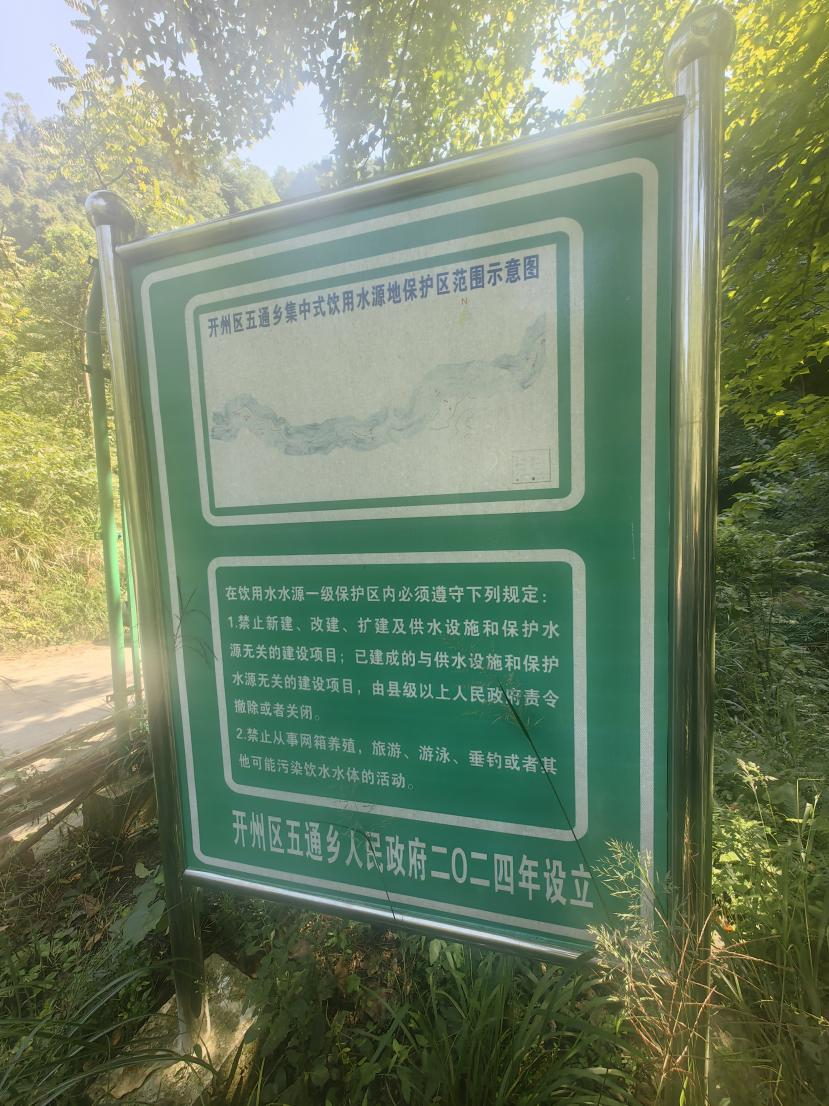 开州区五通乡集中式饮用水源地保护区范围示意图
N
在饮用水水源一级保护区内必须遵守下列规定：
1.禁止新建、改建、扩建及供水设施和保护水
源无关的建设项目；已建成的与供水设施和保护
水源无关的建设项目，由县级以上人民政府责令
撤除或者关闭。
2.禁止从事网箱养殖，旅游、游泳、垂钓或者其
他可能污染饮水水体的活动。
开州区五通乡人民政府二〇二四年设立